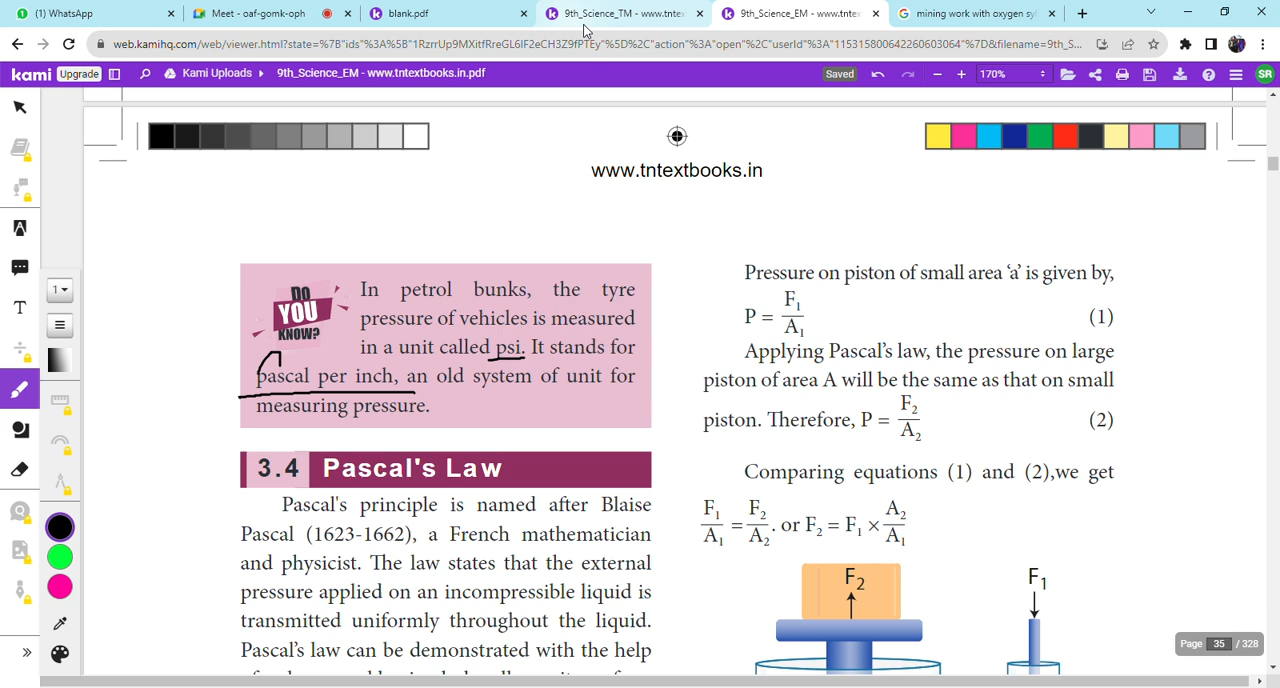 (1) WhatsApp
Meet - oaf-gomk-oph
blank.pdf
9th_Science_TM - www.tntex
9th_Science_EM - www.tntex
mining work with oxygen sy
web.kamihq.com/web/viewer.html?state=%7B"ids"%3A%5B"1RzrrUp9MXitfRreGL6IF2eCH3Z9fPTEy"%5D%2C"action"%3A"open"%2C"userId"%3A"115315800642260603064"%7D&filename=9th_S...
kami
Upgrade
Kami Uploads
9th_Science_EM - www.tntextbooks.in.pdf
Saved
170%
SR
www.tntextbooks.in
DO
YOU
KNOW?
In petrol bunks, the tyre
pressure of vehicles is measured
in a unit called psi. It stands for
pascal per inch, an old system of unit for
measuring pressure.
3.4 Pascal's Law
Pascal's principle is named after Blaise
Pascal (1623-1662), a French mathematician
and physicist. The law states that the external
pressure applied on an incompressible liquid is
transmitted uniformly throughout the liquid.
Pascal's law can be demonstrated with the help
Pressure on piston of small area 'a' is given by,
P = F₁/A₁ (1)
Applying Pascal's law, the pressure on large
piston of area A will be the same as that on small
piston. Therefore, P = F₂/A₂ (2)
Comparing equations (1) and (2),we get
F₁/A₁ = F₂/A₂. or F₂ = F₁ × A₂/A₁
F₂
F₁
1
T
Page 35 / 328